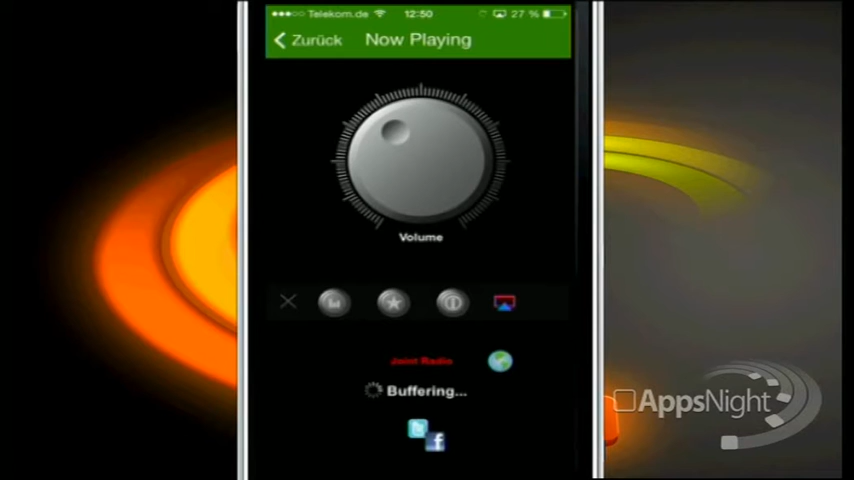 Telekom.de 12:50 27 %
Zurück Now Playing
Volume
Joint Radio
Buffering...
AppsNight